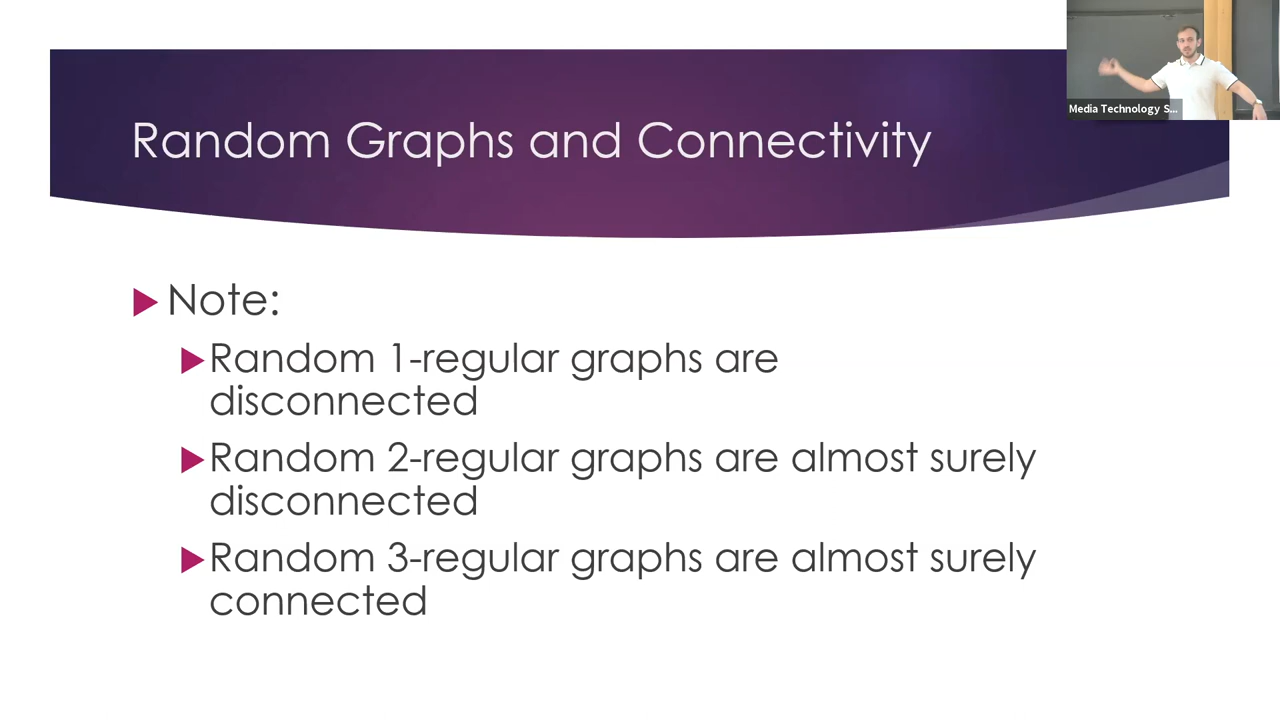 Media Technology S...
Random Graphs and Connectivity
Note:
Random 1-regular graphs are
disconnected
Random 2-regular graphs are almost surely
disconnected
Random 3-regular graphs are almost surely
connected